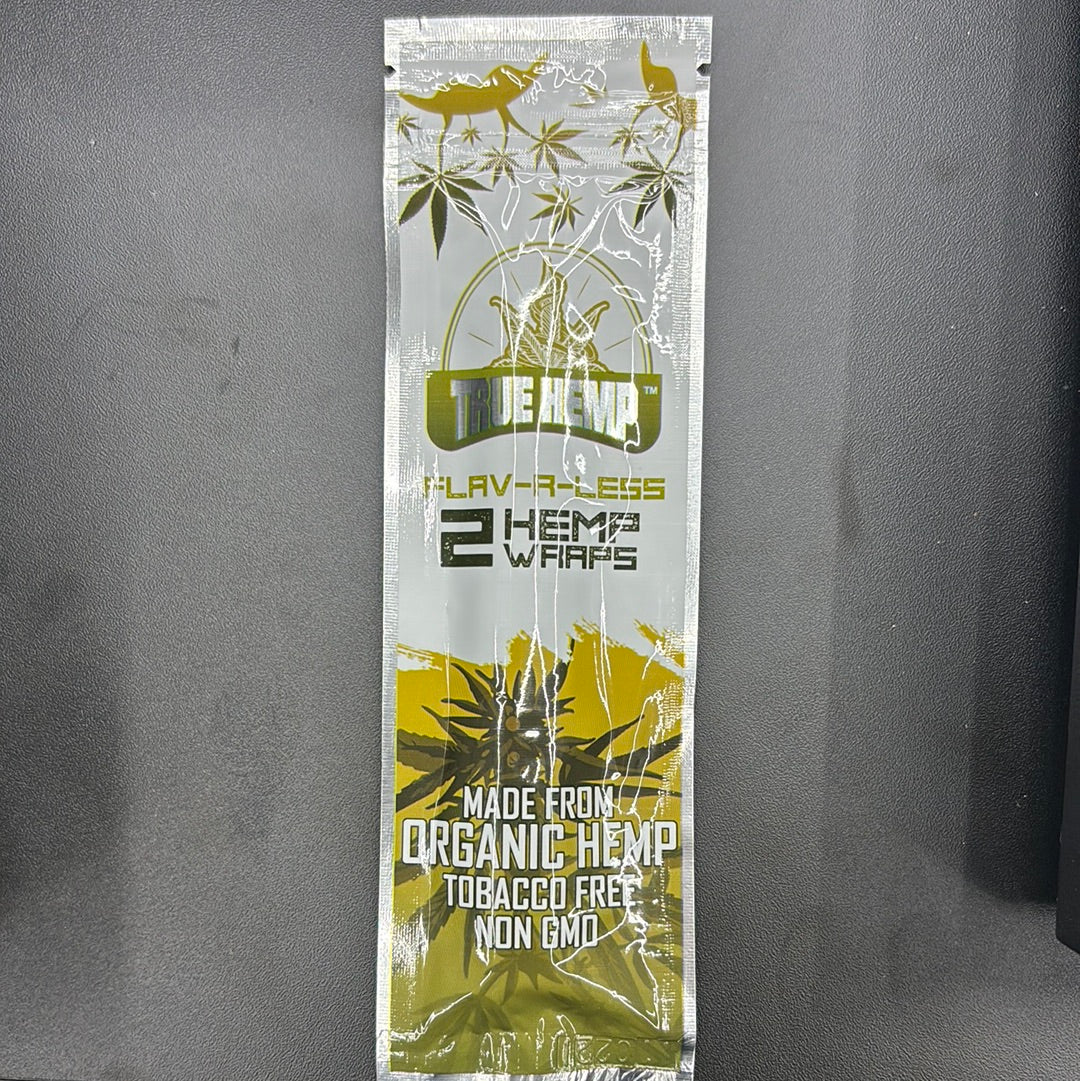 TRUE HEMP™
FLAV-R-LESS
2 HEMP
WRAPS
MADE FROM
ORGANIC HEMP
TOBACCO FREE
NON GMO